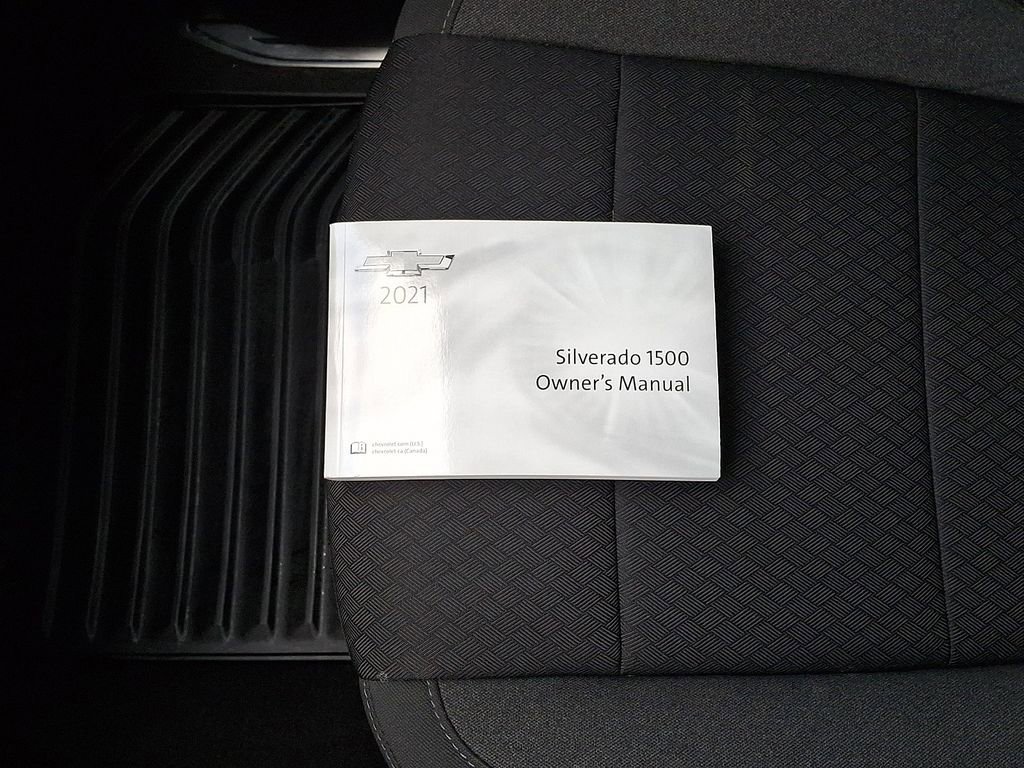 2021
Silverado 1500
Owner's Manual
chevrolet.com (U.S.)
chevrolet.ca (Canada)